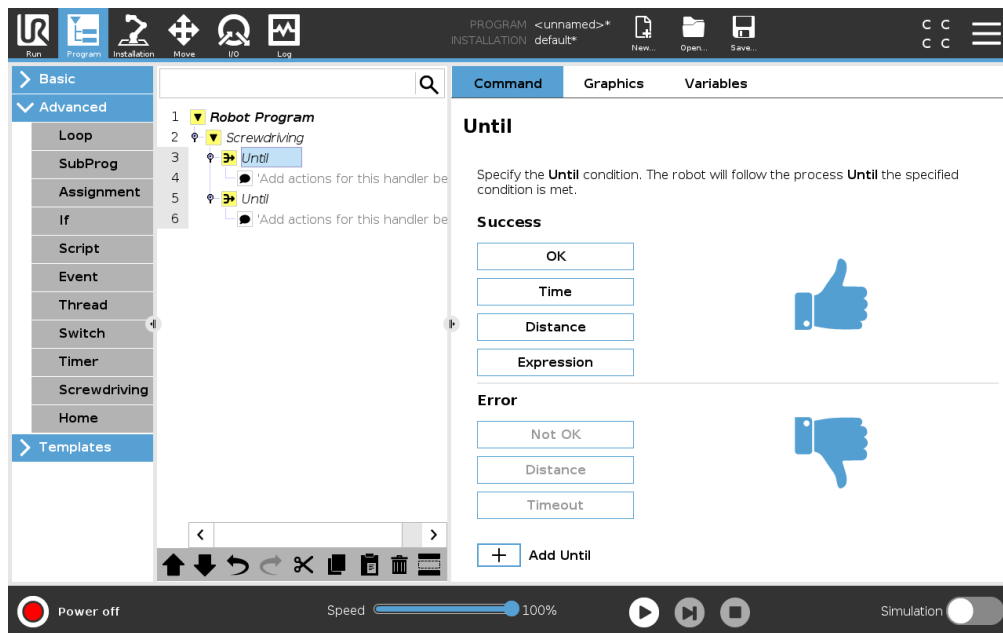 PROGRAM <unnamed>*
INSTALLATION default*
Run Program Installation Move I/O Log New... Open... Save...
C C
C C
Basic
Advanced
Loop
SubProg
Assignment
If
Script
Event
Thread
Switch
Timer
Screwdriving
Home
Templates
1 Robot Program
2 Screwdriving
3 Until
4 'Add actions for this handler be
5 Until
6 'Add actions for this handler be
Command Graphics Variables
Until
Specify the Until condition. The robot will follow the process Until the specified
condition is met.
Success
OK
Time
Distance
Expression
Error
Not OK
Distance
Timeout
+ Add Until
Power off
Speed 100%
Simulation